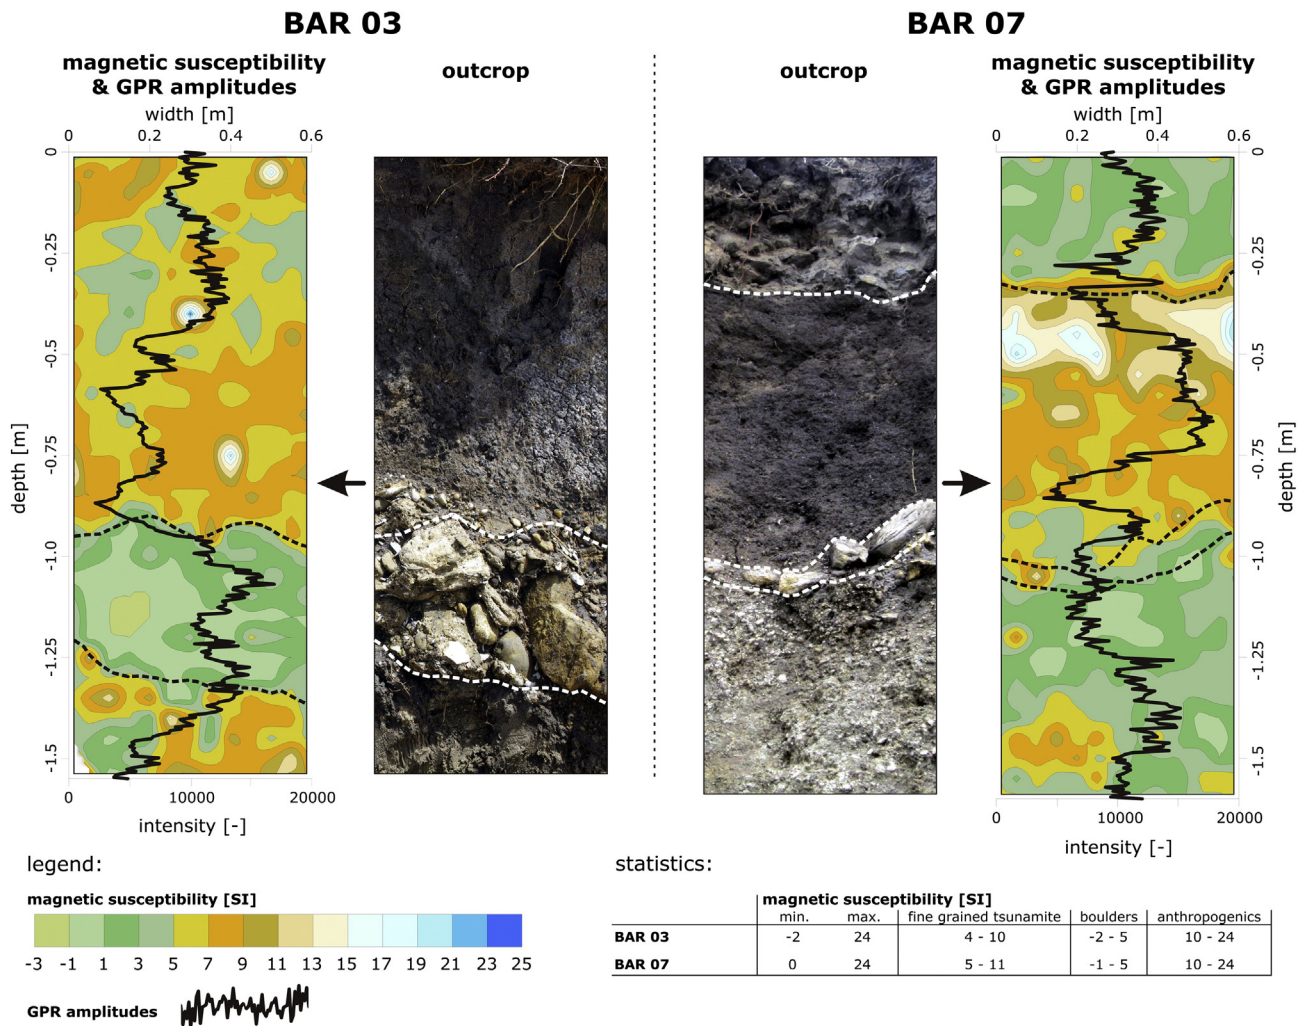 BAR 03
BAR 07
magnetic susceptibility
& GPR amplitudes
outcrop
outcrop
magnetic susceptibility
& GPR amplitudes
width [m]
width [m]
0 0.2 0.4 0.6
0 0.2 0.4 0.6
0
-0.25
-0.5
-0.75
-1.0
-1.25
-1.5
depth [m]
0
-0.25
-0.5
-0.75
-1.0
-1.25
-1.5
depth [m]
0 10000 20000
intensity [-]
0 10000 20000
intensity [-]
legend:
magnetic susceptibility [SI]
-3 -1 1 3 5 7 9 11 13 15 17 19 21 23 25
GPR amplitudes
statistics:
magnetic susceptibility [SI]
min. max. fine grained tsunamite boulders anthropogenics
BAR 03 -2 24 4 - 10 -2 - 5 10 - 24
BAR 07 0 24 5 - 11 -1 - 5 10 - 24